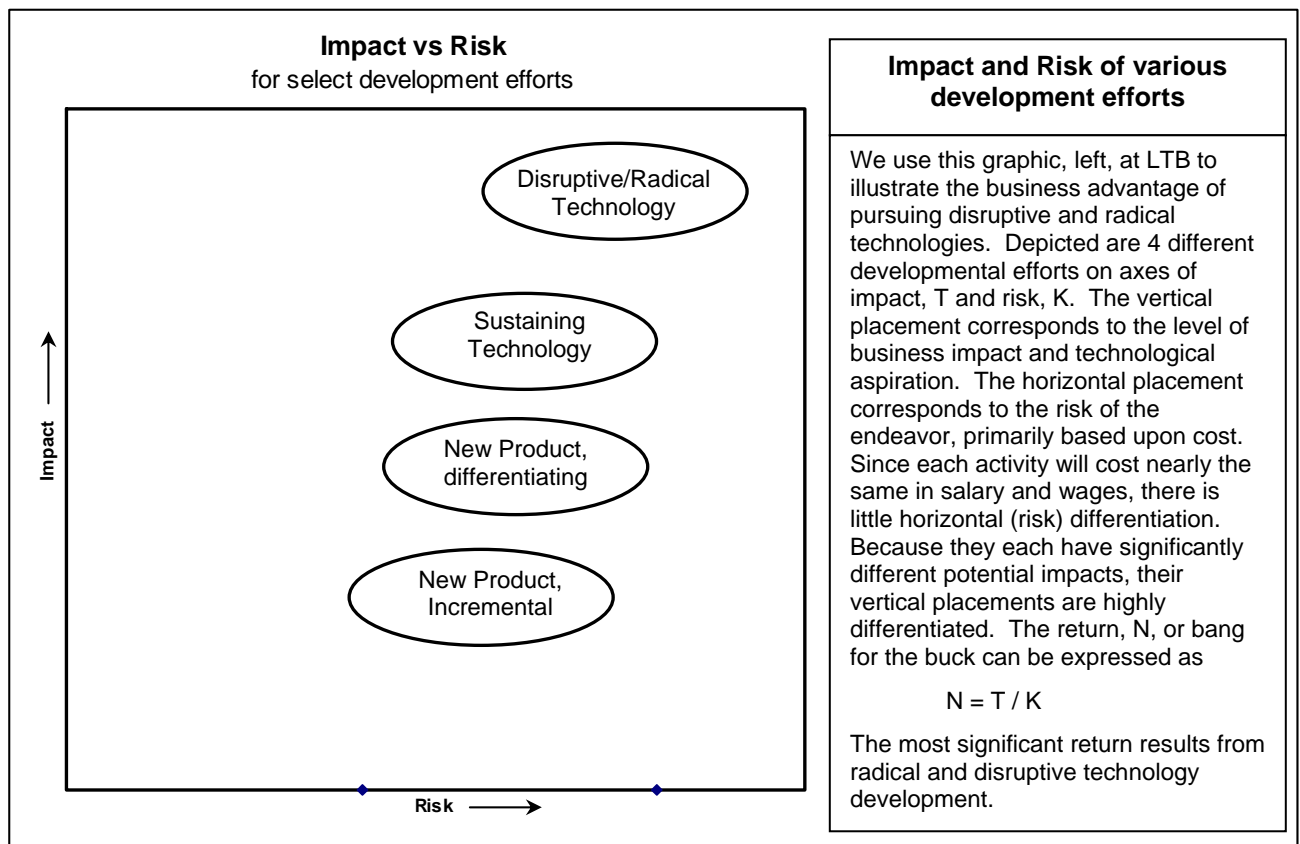 Impact vs Risk
for select development efforts
Disruptive/Radical
Technology
Sustaining
Technology
New Product,
differentiating
New Product,
Incremental
Impact
Risk
Impact and Risk of various
development efforts
We use this graphic, left, at LTB to
illustrate the business advantage of
pursuing disruptive and radical
technologies.  Depicted are 4 different
developmental efforts on axes of
impact, T and risk, K.  The vertical
placement corresponds to the level of
business impact and technological
aspiration.  The horizontal placement
corresponds to the risk of the
endeavor, primarily based upon cost.
Since each activity will cost nearly the
same in salary and wages, there is
little horizontal (risk) differentiation.
Because they each have significantly
different potential impacts, their
vertical placements are highly
differentiated.  The return, N, or bang
for the buck can be expressed as
N = T / K
The most significant return results from
radical and disruptive technology
development.